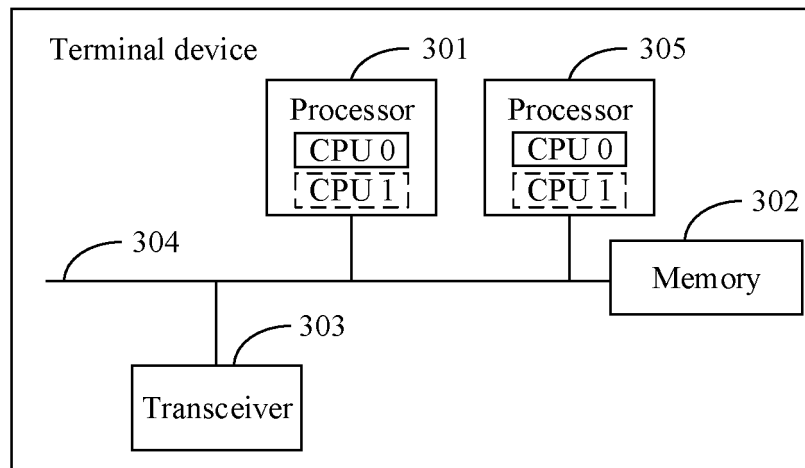 Terminal device
301
305
Processor
CPU 0
CPU 1
Processor
CPU 0
CPU 1
302
304
Memory
303
Transceiver